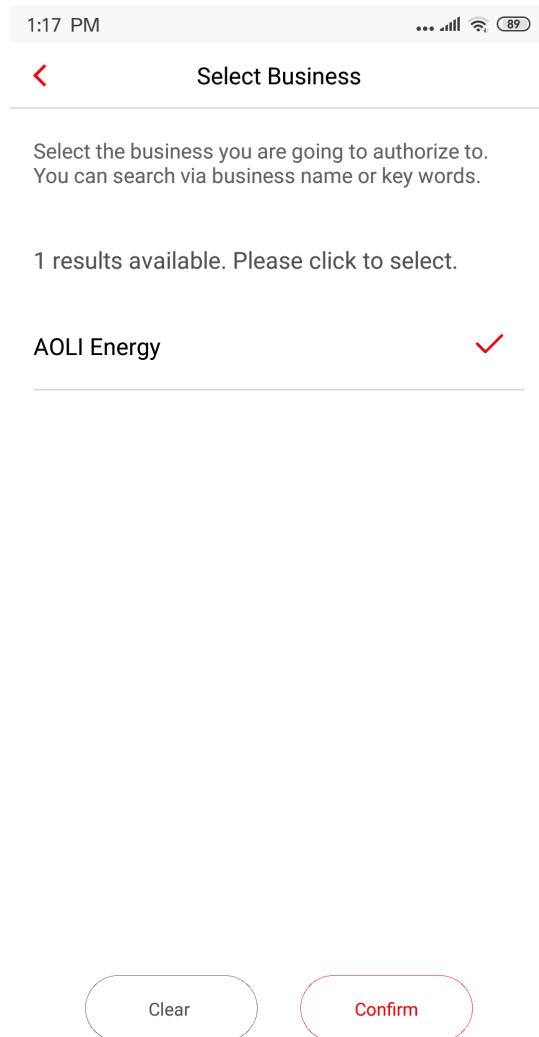 1:17 PM
89
Select Business
Select the business you are going to authorize to.
You can search via business name or key words.
1 results available. Please click to select.
AOLI Energy
Clear
Confirm